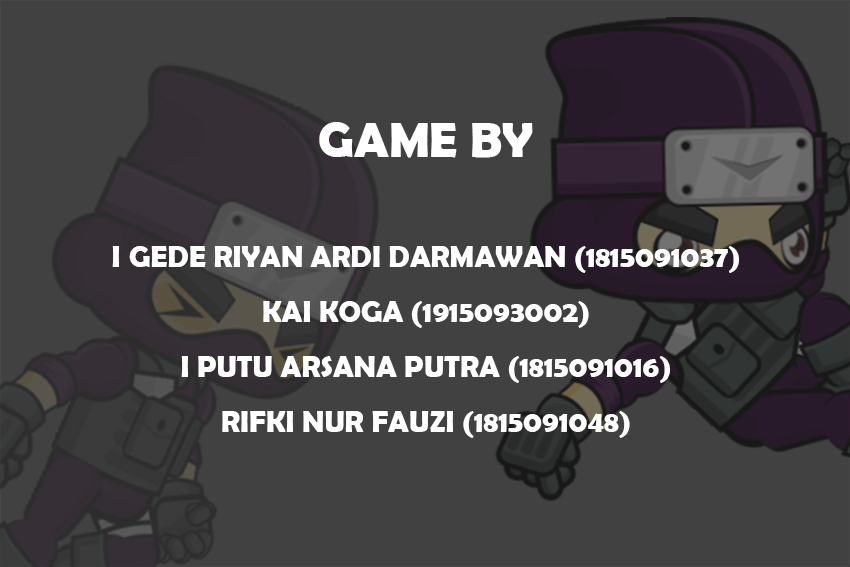 GAME BY
I GEDE RIYAN ARDI DARMAWAN (1815091037)
KAI KOGA (1915093002)
I PUTU ARSANA PUTRA (1815091016)
RIFKI NUR FAUZI (1815091048)